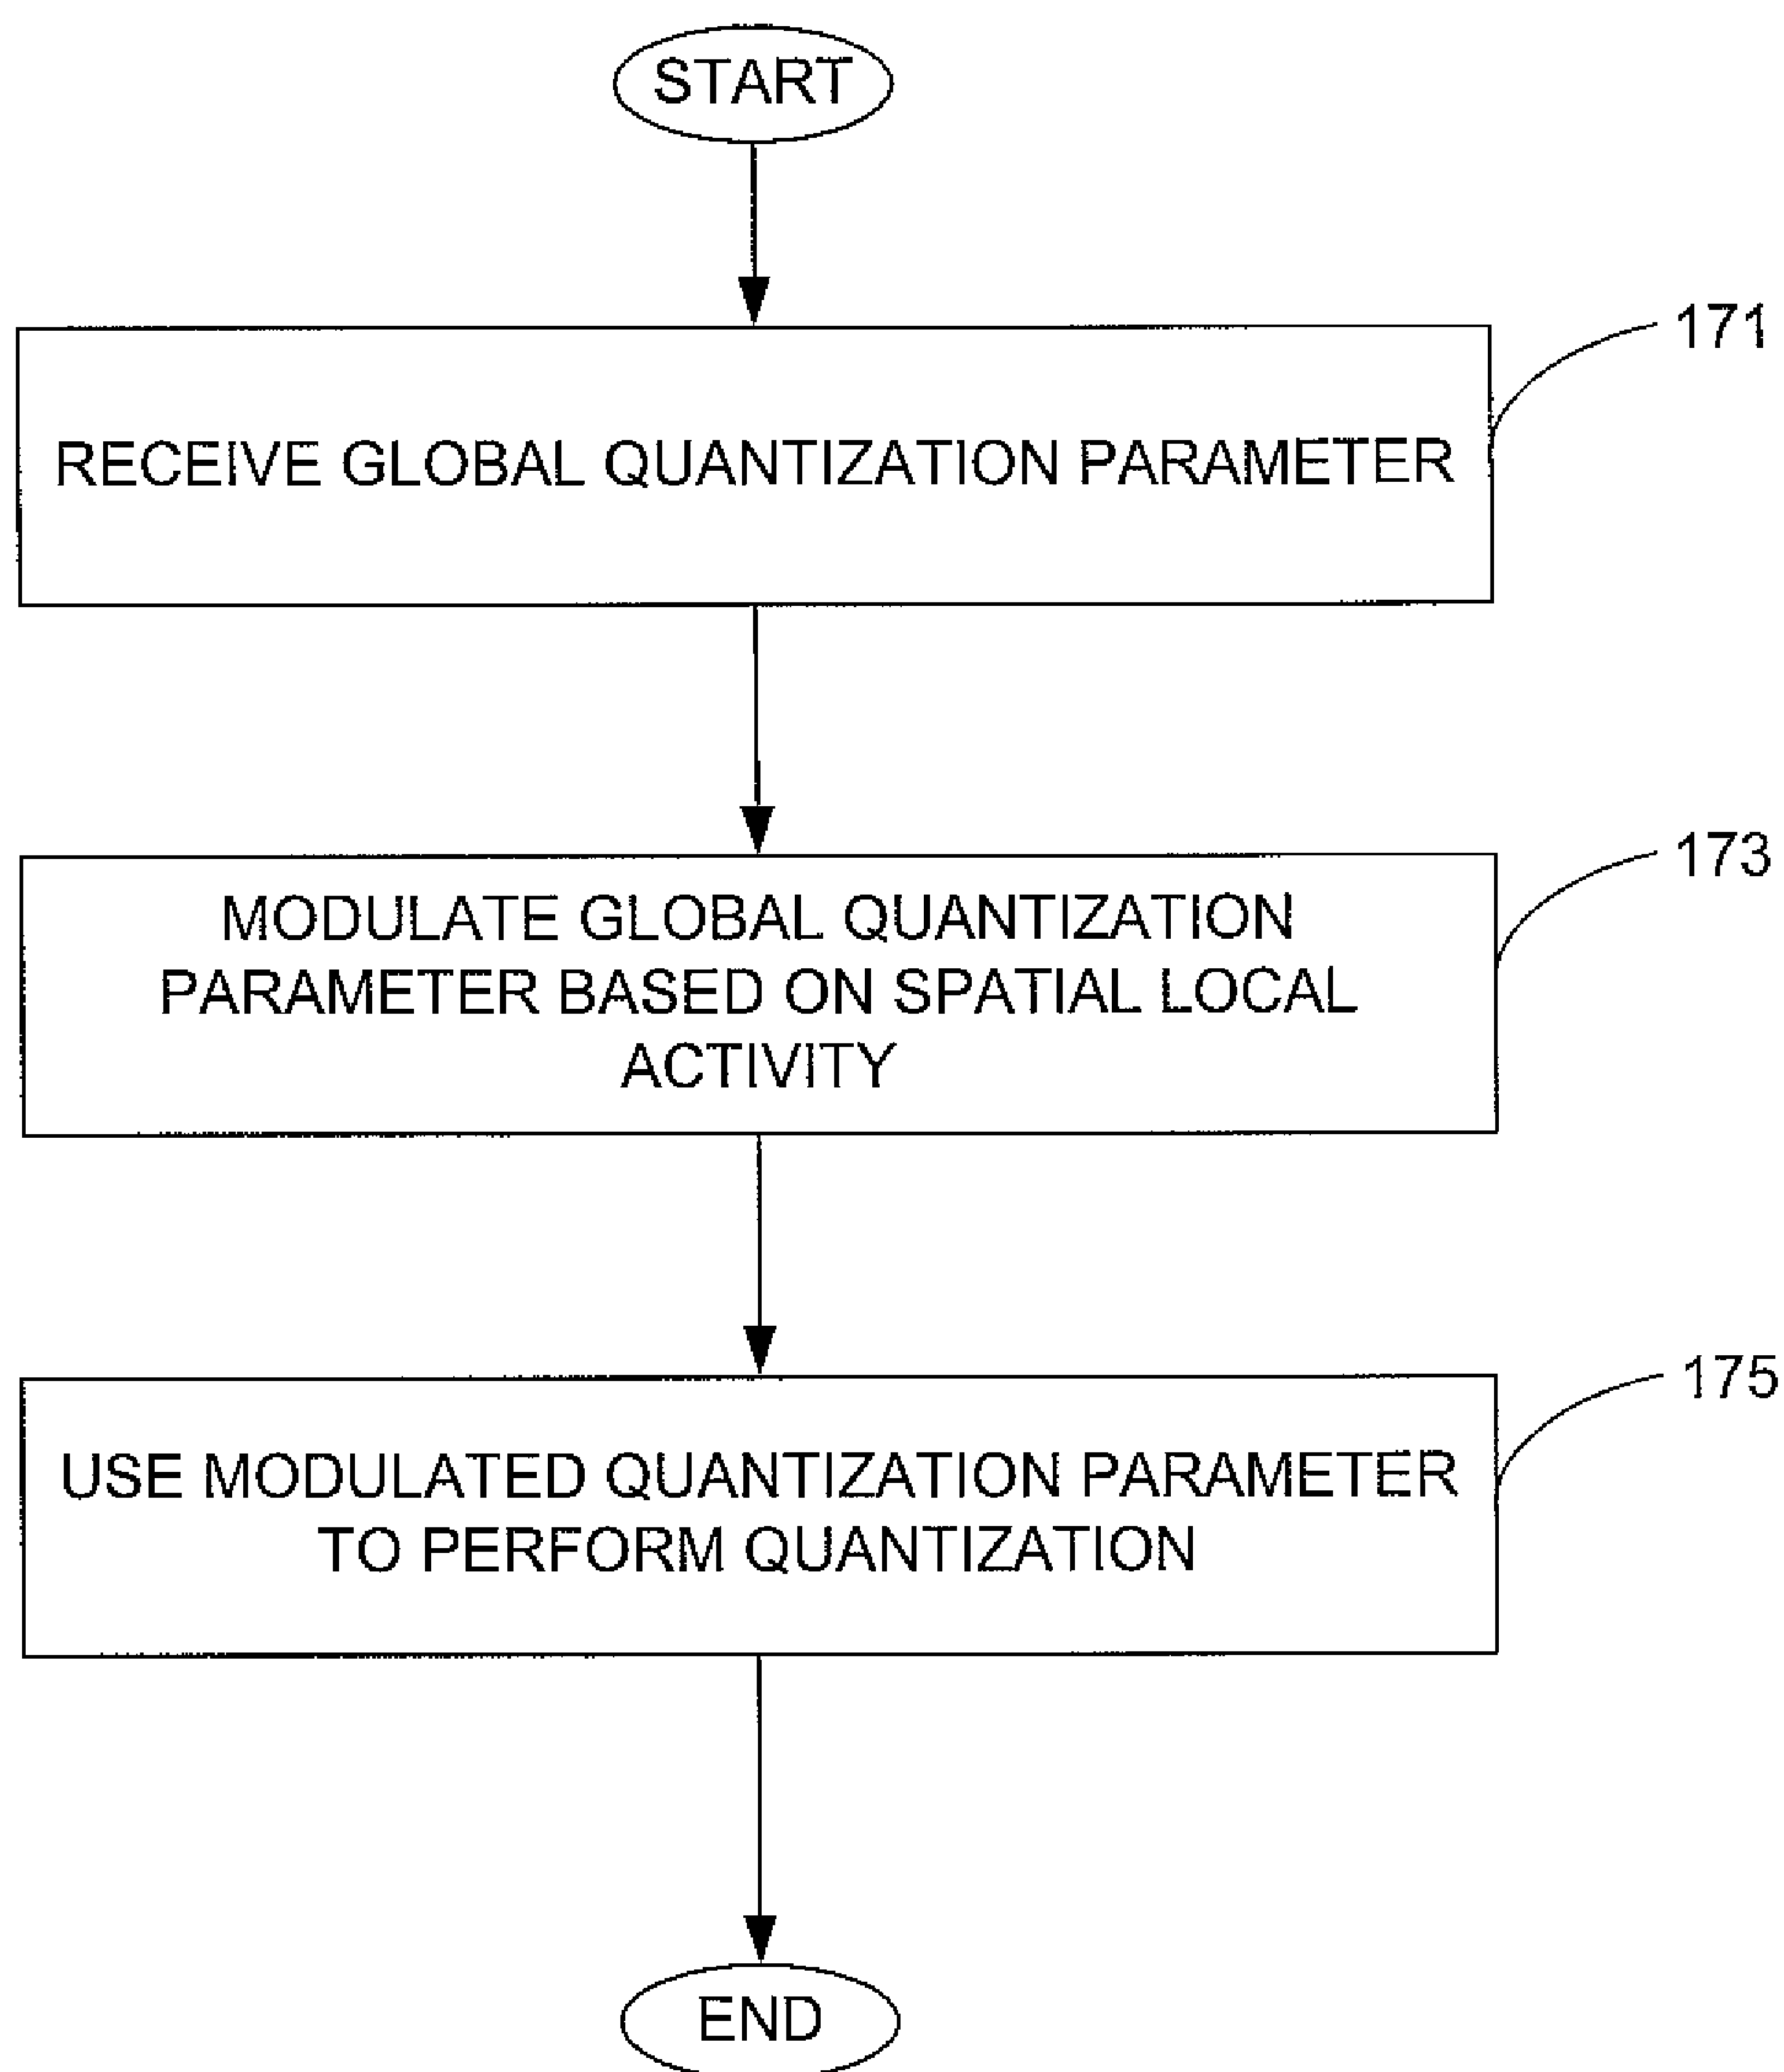 START
171
RECEIVE GLOBAL QUANTIZATION PARAMETER
173
MODULATE GLOBAL QUANTIZATION
PARAMETER BASED ON SPATIAL LOCAL
ACTIVITY
175
USE MODULATED QUANTIZATION PARAMETER
TO PERFORM QUANTIZATION
END